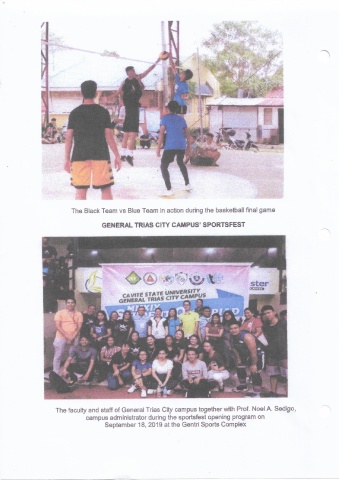 The Black Team vs Blue Team in action during the basketball final game
GENERAL TRIAS CITY CAMPUS' SPORTSFEST
CAVITE STATE UNIVERSITY
GENERAL TRIAS CITY CAMPUS
ster
The faculty and staff of General Trias City campus together with Prof. Noel A. Sedigo,
campus administrator during the sportsfest opening program on
September 18, 2019 at the Gentri Sports Complex